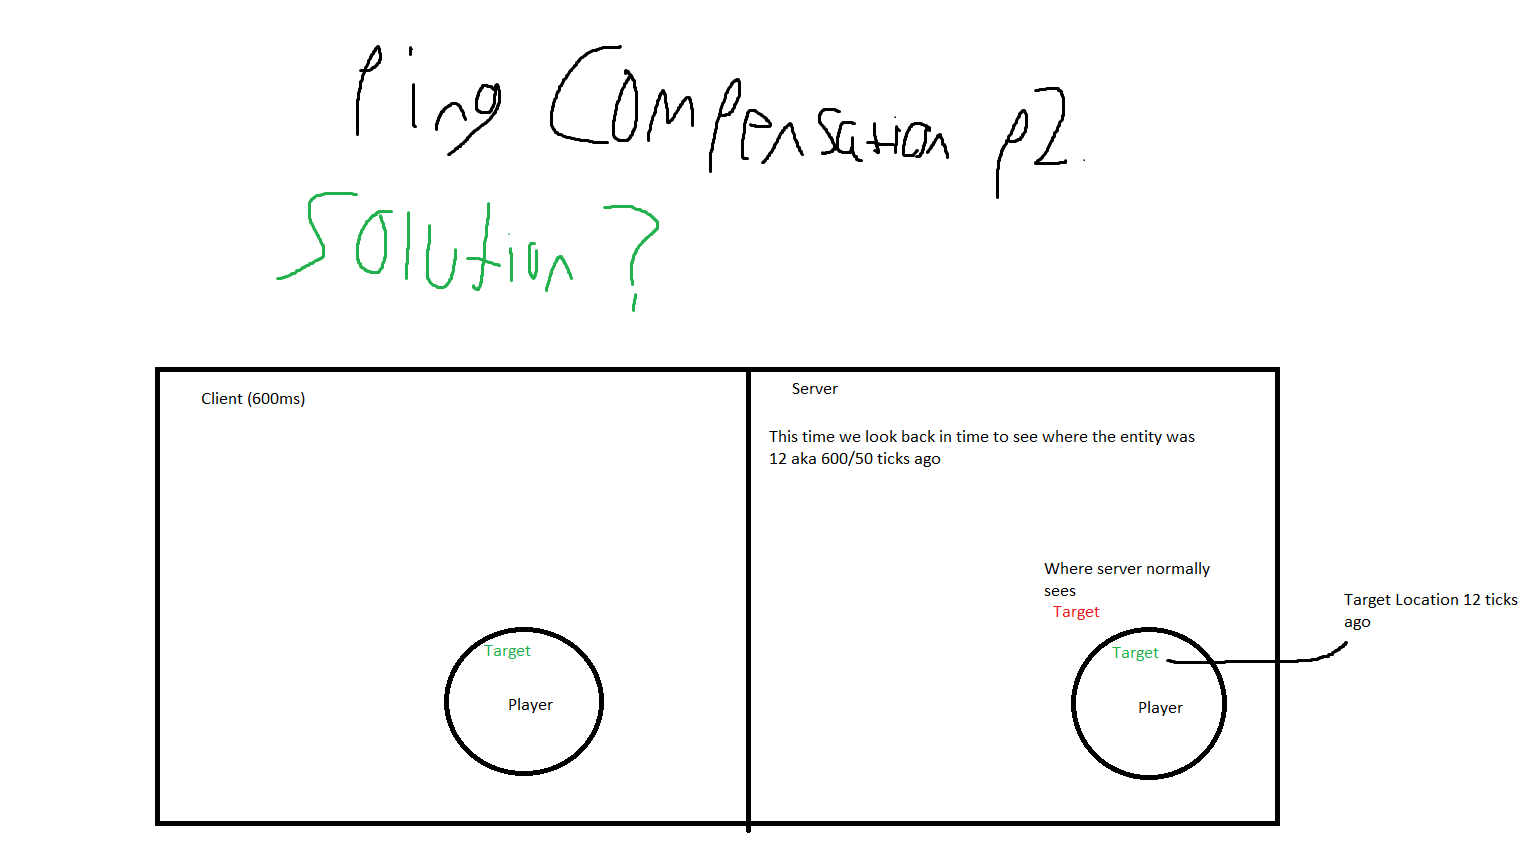 Ping Compensation p2.
Solution?
Client (600ms)
Server
This time we look back in time to see where the entity was
12 aka 600/50 ticks ago
Where server normally
sees
Target
Target Location 12 ticks
ago
Target
Player
Target
Player